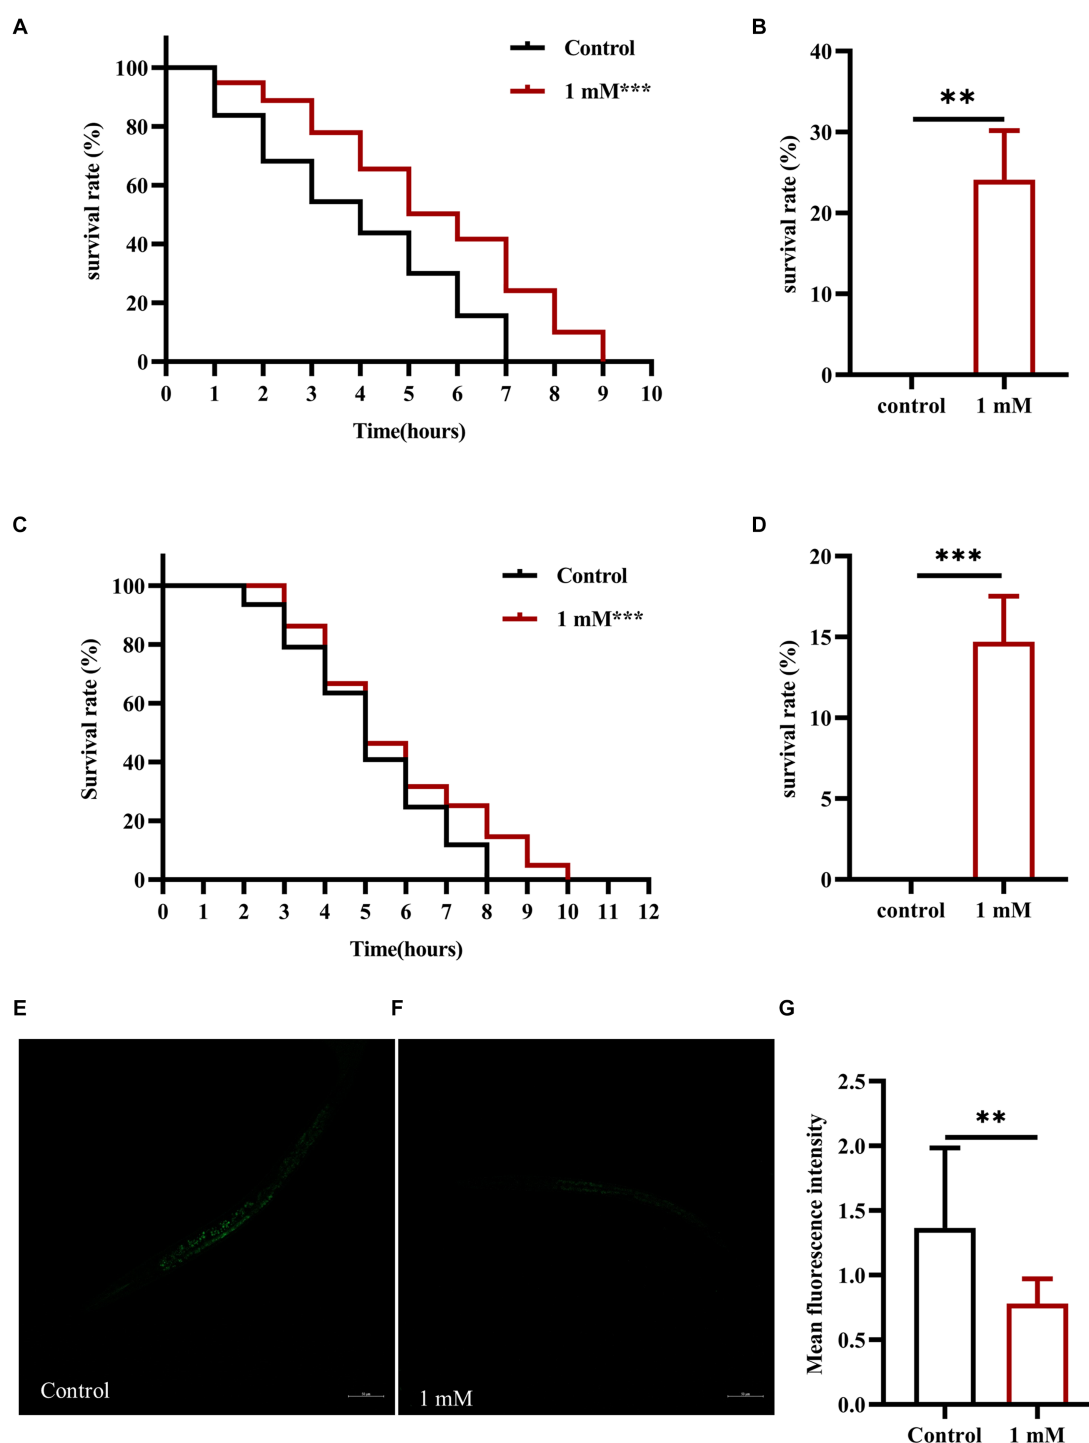 A
Control
1 mM***
survival rate (%)
100
80
60
40
20
0
0 1 2 3 4 5 6 7 8 9 10
Time(hours)
B
**
survival rate (%)
40
30
20
10
0
control 1 mM
C
Control
1 mM***
Survival rate (%)
100
80
60
40
20
0
0 1 2 3 4 5 6 7 8 9 10 11 12
Time(hours)
D
***
survival rate (%)
20
15
10
5
0
control 1 mM
E
Control
F
1 mM
G
**
Mean fluorescence intensity
2.5
2.0
1.5
1.0
0.5
0.0
Control 1 mM